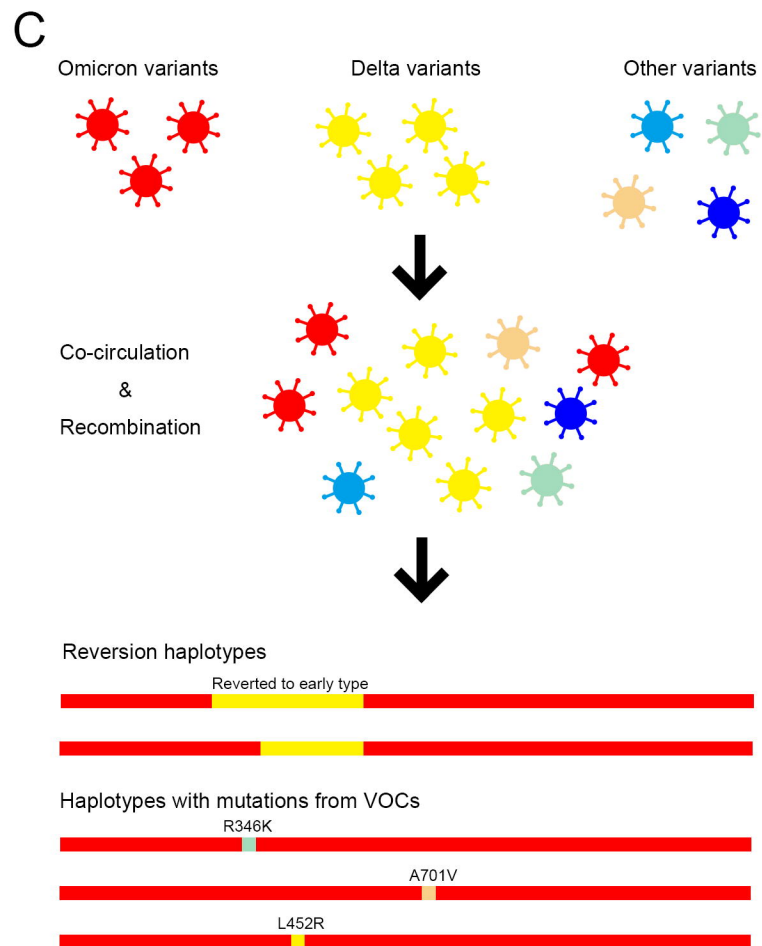 C
Omicron variants
Delta variants
Other variants
Co-circulation
&
Recombination
Reversion haplotypes
Reverted to early type
Haplotypes with mutations from VOCs
R346K
A701V
L452R